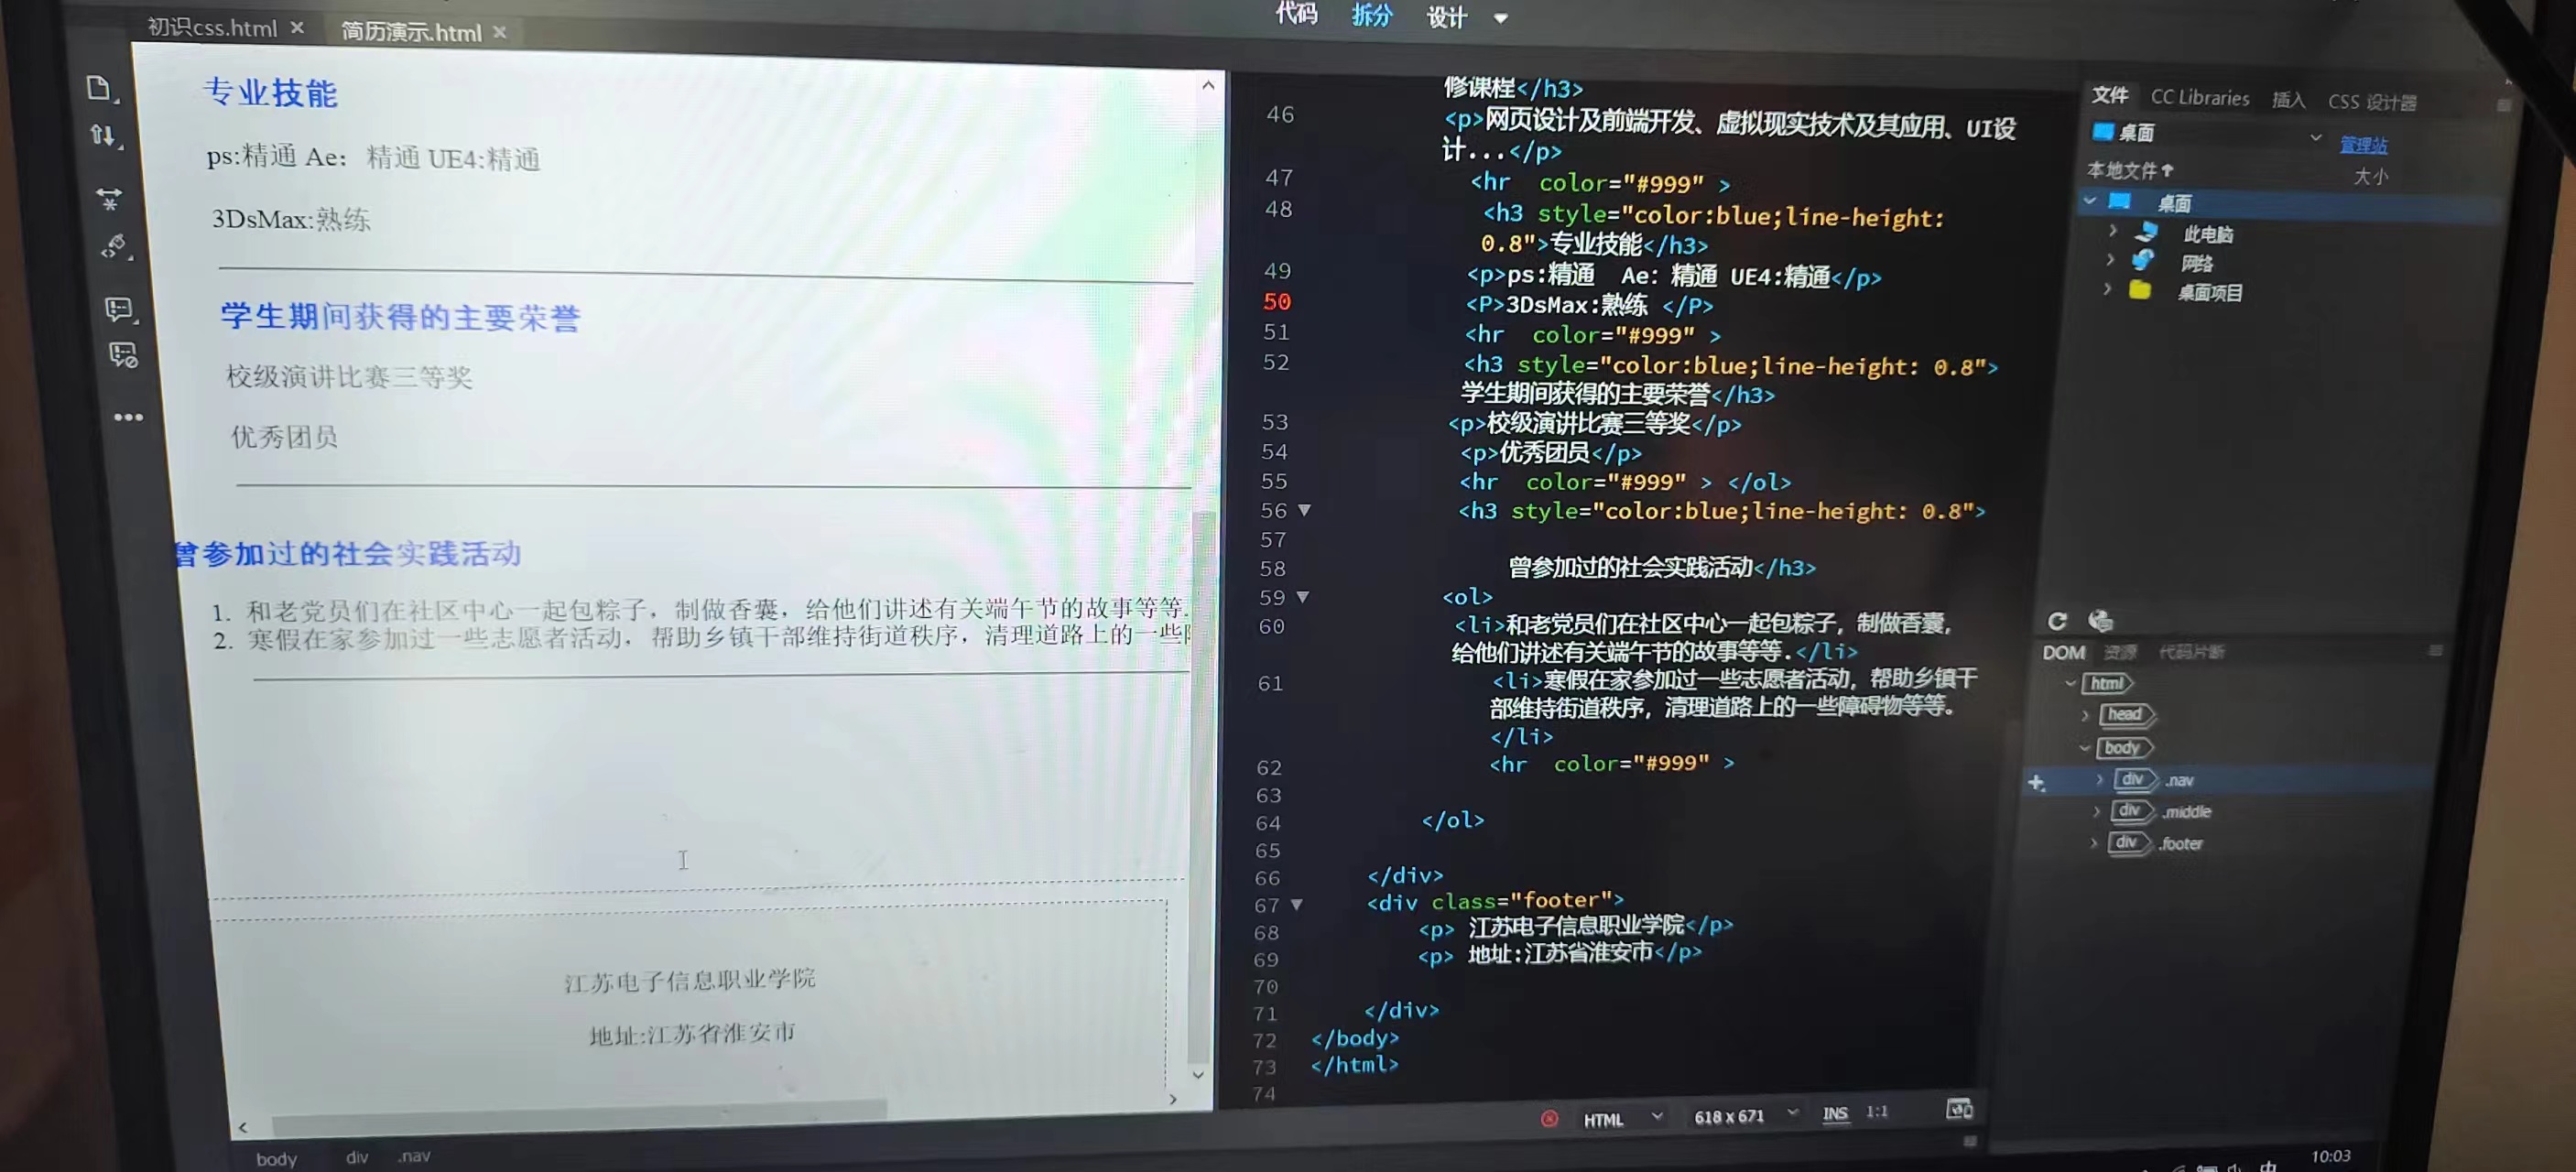 初识css.html ×
简历演示.html ×
代码 拆分 设计
专业技能
ps:精通 Ae：精通 UE4:精通
3DsMax:熟练
学生期间获得的主要荣誉
校级演讲比赛三等奖
优秀团员
曾参加过的社会实践活动
1. 和老党员们在社区中心一起包粽子，制做香囊，给他们讲述有关端午节的故事等等.
2. 寒假在家参加过一些志愿者活动，帮助乡镇干部维持街道秩序，清理道路上的一些
江苏电子信息职业学院
地址:江苏省淮安市
body div .nav
修课程</h3>
46 <p>网页设计及前端开发、虚拟现实技术及其应用、UI设
计...</p>
47 <hr  color="#999" >
48 <h3 style="color:blue;line-height:
0.8">专业技能</h3>
49 <p>ps:精通  Ae：精通 UE4:精通</p>
50 <P>3DsMax:熟练 </P>
51 <hr  color="#999" >
52 <h3 style="color:blue;line-height: 0.8">
学生期间获得的主要荣誉</h3>
53 <p>校级演讲比赛三等奖</p>
54 <p>优秀团员</p>
55 <hr  color="#999" > </ol>
56 <h3 style="color:blue;line-height: 0.8">
57
58 曾参加过的社会实践活动</h3>
59 <ol>
60 <li>和老党员们在社区中心一起包粽子，制做香囊，
给他们讲述有关端午节的故事等等.</li>
61 <li>寒假在家参加过一些志愿者活动，帮助乡镇干
部维持街道秩序，清理道路上的一些障碍物等等。
</li>
62 <hr  color="#999" >
63
64 </ol>
65
66 </div>
67 <div class="footer">
68 <p> 江苏电子信息职业学院</p>
69 <p> 地址:江苏省淮安市</p>
70
71 </div>
72 </body>
73 </html>
74
HTML 618 x 671 INS 1:1
文件 CC Libraries 插入 CSS 设计器
桌面 管理站
本地文件↑ 大小
桌面
此电脑
网络
桌面项目
DOM 资源 代码片断
html
head
body
div .nav
div .middle
div .footer
中 10:03